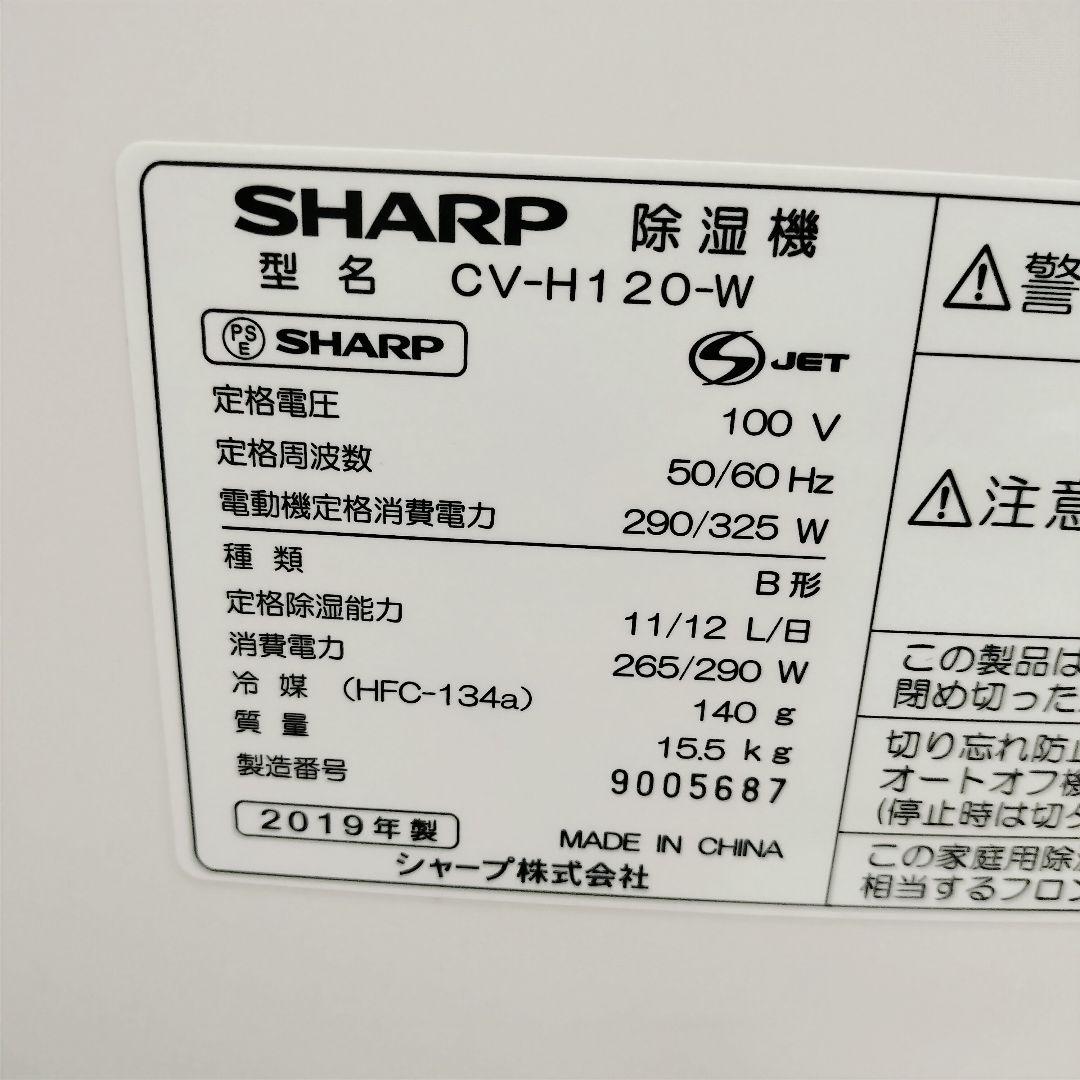 SHARP 除湿機
型名 CV-H120-W
PSE SHARP
S JET
定格電圧 100 V
定格周波数 50/60 Hz
電動機定格消費電力 290/325 W
種類 B形
定格除湿能力 11/12 L/日
消費電力 265/290 W
冷媒 (HFC-134a) 140 g
質量 15.5 kg
製造番号 9005687
2019年製
MADE IN CHINA
シャープ株式会社
警
注意
この製品は
閉め切った
切り忘れ防止
オートオフ機
(停止時は切タ
この家庭用除湿
相当するフロン